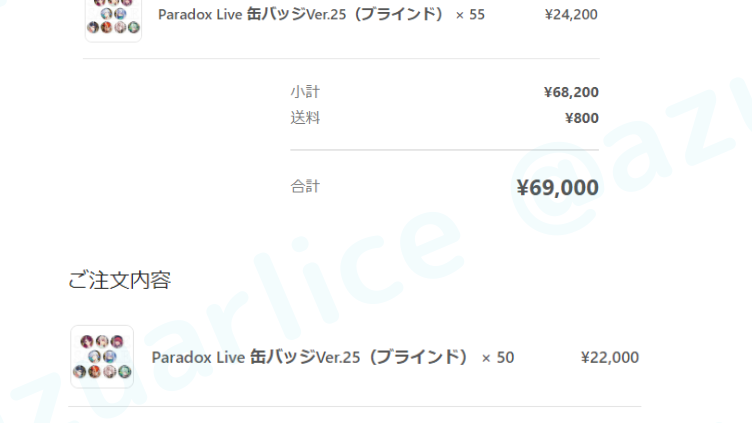 Paradox Live 缶バッジVer.25（ブラインド） × 55 ¥24,200
小計 ¥68,200
送料 ¥800
合計 ¥69,000
ご注文内容
Paradox Live 缶バッジVer.25（ブラインド） × 50 ¥22,000
azuarlice @azu